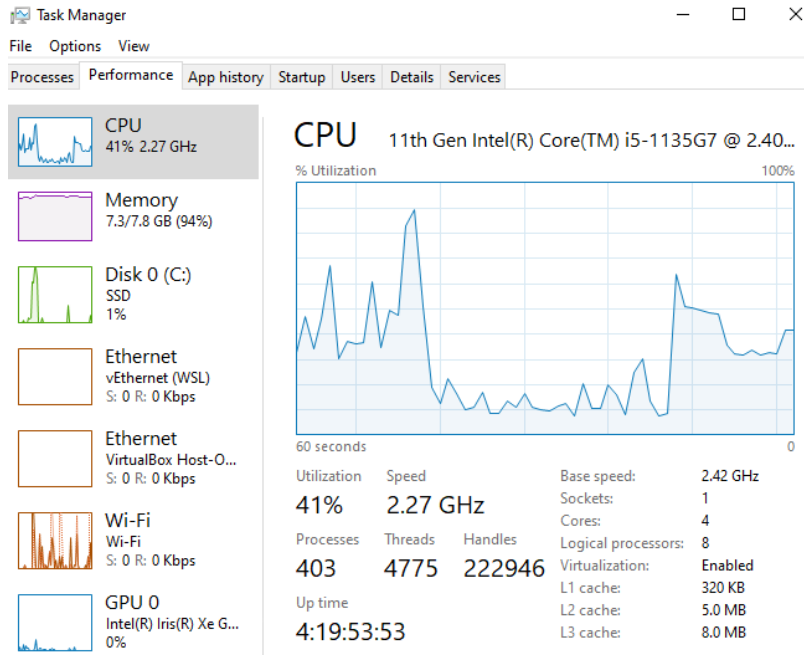 Task Manager
File Options View
Processes Performance App history Startup Users Details Services
CPU
41% 2.27 GHz
Memory
7.3/7.8 GB (94%)
Disk 0 (C:)
SSD
1%
Ethernet
vEthernet (WSL)
S: 0 R: 0 Kbps
Ethernet
VirtualBox Host-O...
S: 0 R: 0 Kbps
Wi-Fi
Wi-Fi
S: 0 R: 0 Kbps
GPU 0
Intel(R) Iris(R) Xe G...
0%
CPU 11th Gen Intel(R) Core(TM) i5-1135G7 @ 2.40...
% Utilization 100%
60 seconds 0
Utilization Speed
41% 2.27 GHz
Processes Threads Handles
403 4775 222946
Up time
4:19:53:53
Base speed: 2.42 GHz
Sockets: 1
Cores: 4
Logical processors: 8
Virtualization: Enabled
L1 cache: 320 KB
L2 cache: 5.0 MB
L3 cache: 8.0 MB